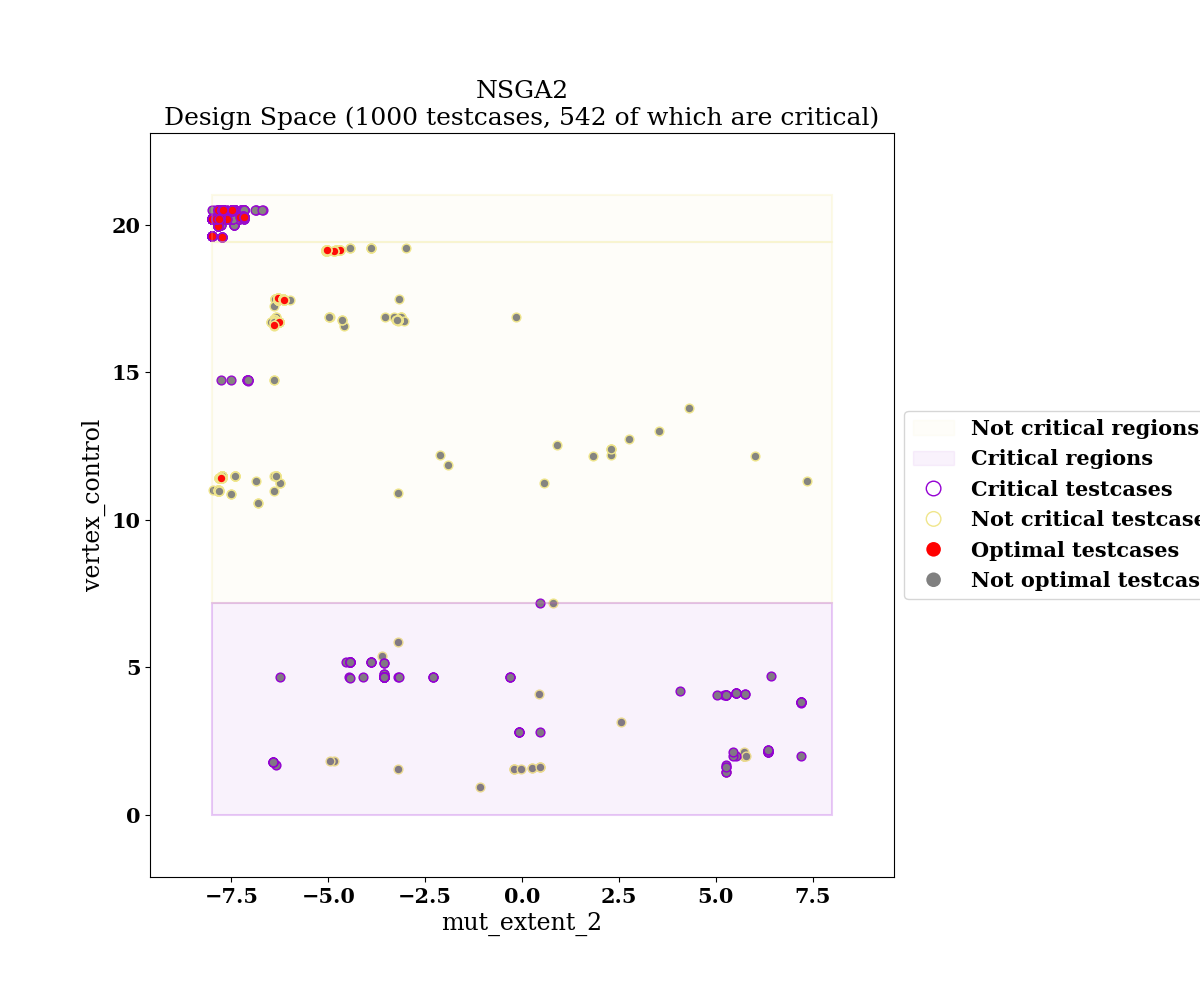 NSGA2
Design Space (1000 testcases, 542 of which are critical)
vertex_control
20
15
10
5
0
−7.5 −5.0 −2.5 0.0 2.5 5.0 7.5
mut_extent_2
Not critical regions
Critical regions
Critical testcases
Not critical testcase
Optimal testcases
Not optimal testcas